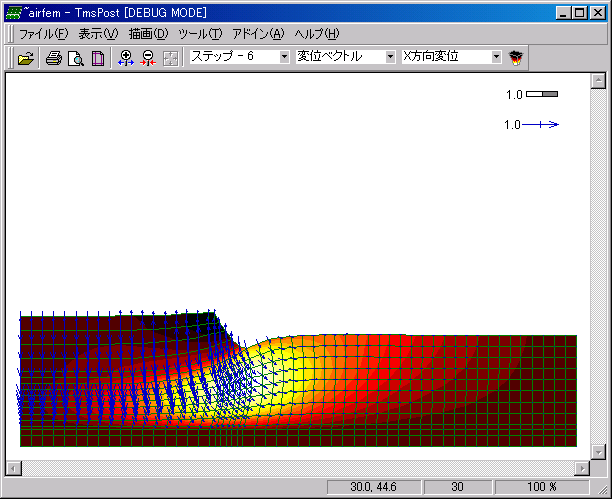 ~airfem - TmsPost [DEBUG MODE]
ファイル(F) 表示(V) 描画(D) ツール(T) アドイン(A) ヘルプ(H)
ステップ - 6 変位ベクトル X方向変位
1.0
1.0
30.0, 44.6 30 100 %